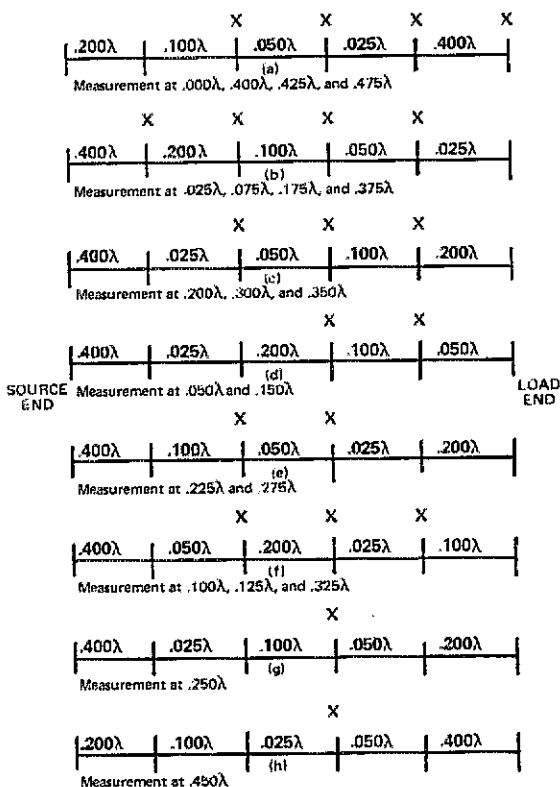 X X X X
.200λ .100λ .050λ .025λ .400λ
(a)
Measurement at .000λ, .400λ, .425λ, and .475λ
X X X X
.400λ .200λ .100λ .050λ .025λ
(b)
Measurement at .025λ, .075λ, .175λ, and .375λ
X X X
.400λ .025λ .050λ .100λ .200λ
(c)
Measurement at .200λ, .300λ, and .350λ
X X
.400λ .025λ .200λ .100λ .050λ
(d)
Measurement at .050λ and .150λ
SOURCE END
LOAD END
X X
.400λ .100λ .050λ .025λ .200λ
(e)
Measurement at .225λ and .275λ
X X X
.400λ .050λ .200λ .025λ .100λ
(f)
Measurement at .100λ, .125λ, and .325λ
X
.400λ .025λ .100λ .050λ .200λ
(g)
Measurement at .250λ
X
.200λ .100λ .025λ .050λ .400λ
(h)
Measurement at .450λ